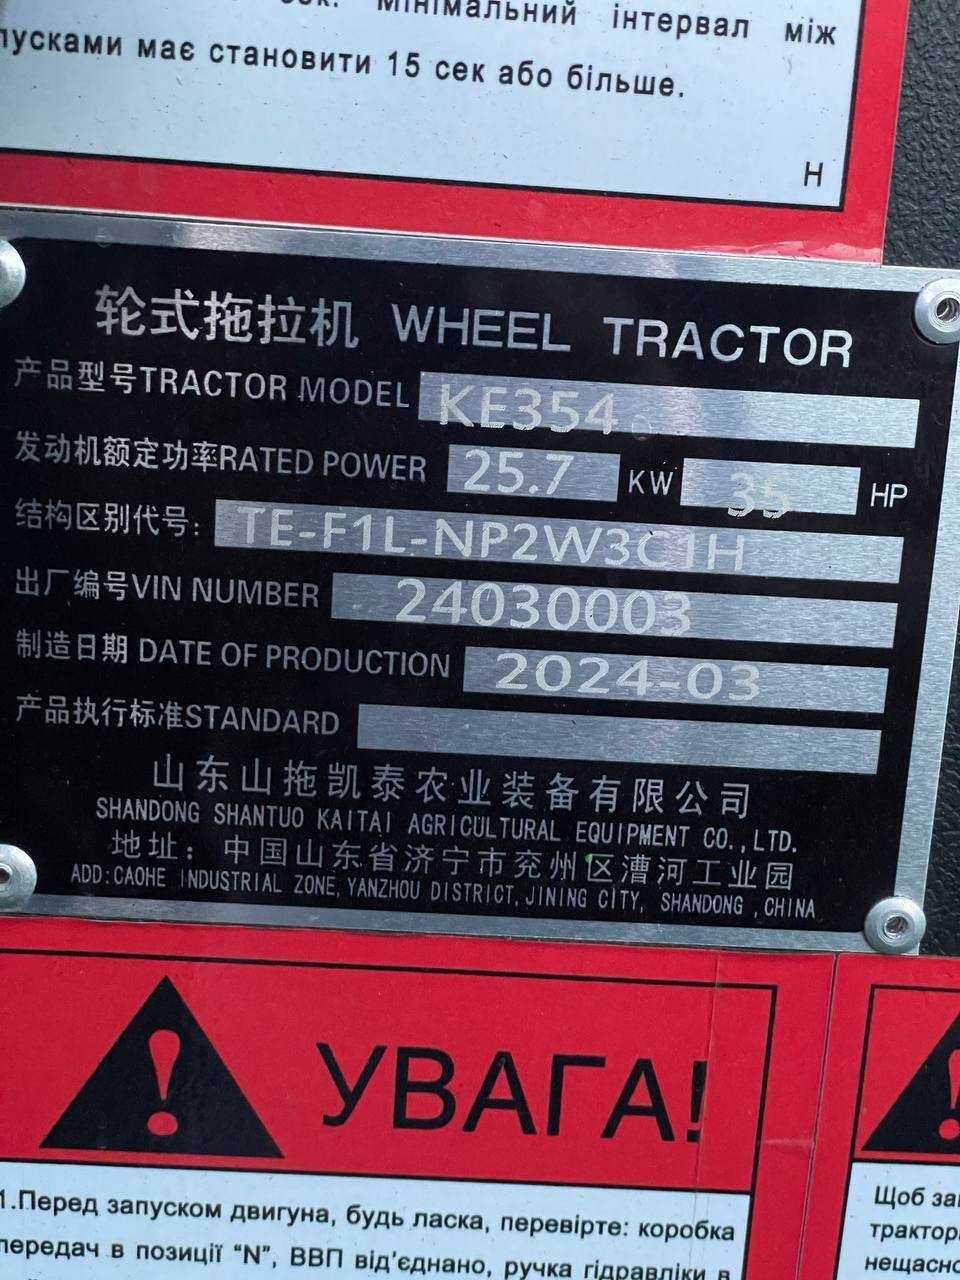 Мінімальний інтервал між
пусками має становити 15 сек або більше.
Н
轮式拖拉机 WHEEL TRACTOR
产品型号TRACTOR MODEL KE354
发动机额定功率RATED POWER 25.7 KW 35 HP
结构区别代号: TE-F1L-NP2W3C1H
出厂编号VIN NUMBER 24030003
制造日期 DATE OF PRODUCTION 2024-03
产品执行标准STANDARD
山东山拖凯泰农业装备有限公司
SHANDONG SHANTUO KAITAI AGRICULTURAL EQUIPMENT CO.,LTD.
地址：中国山东省济宁市兖州区漕河工业园
ADD:CAOHE INDUSTRIAL ZONE,YANZHOU DISTRICT,JINING CITY, SHANDONG ,CHINA
УВАГА!
1.Перед запуском двигуна, будь ласка, перевірте: коробка
передач в позиції “N”, ВВП від’єднано, ручка гідравліки в
Щоб